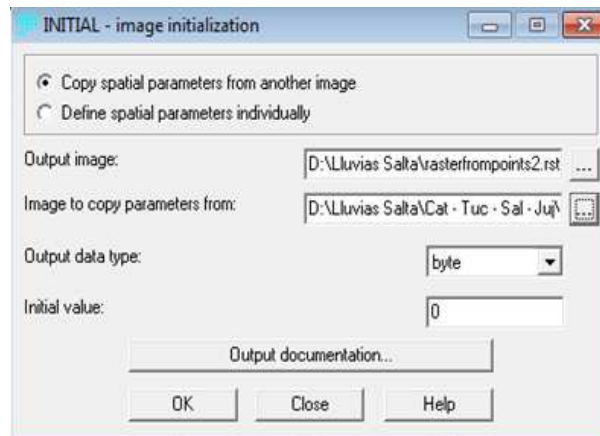 INITIAL - image initialization
Copy spatial parameters from another image
Define spatial parameters individually
Output image: D:\Lluvias Salta\rasterfrompoints2.rst ...
Image to copy parameters from: D:\Lluvias Salta\Cat - Tuc - Sal - Juj\ ...
Output data type: byte
Initial value: 0
Output documentation...
OK Close Help